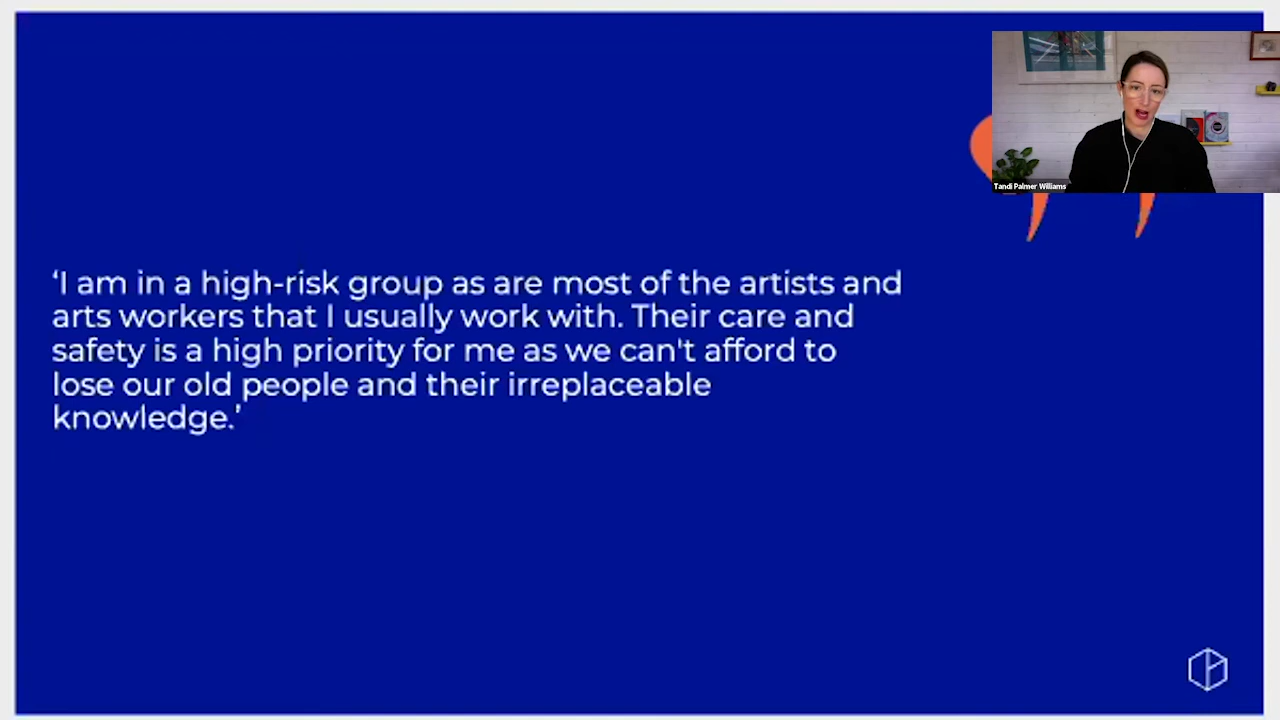 ‘I am in a high-risk group as are most of the artists and
arts workers that I usually work with. Their care and
safety is a high priority for me as we can't afford to
lose our old people and their irreplaceable
knowledge.’
Tandi Palmer Williams